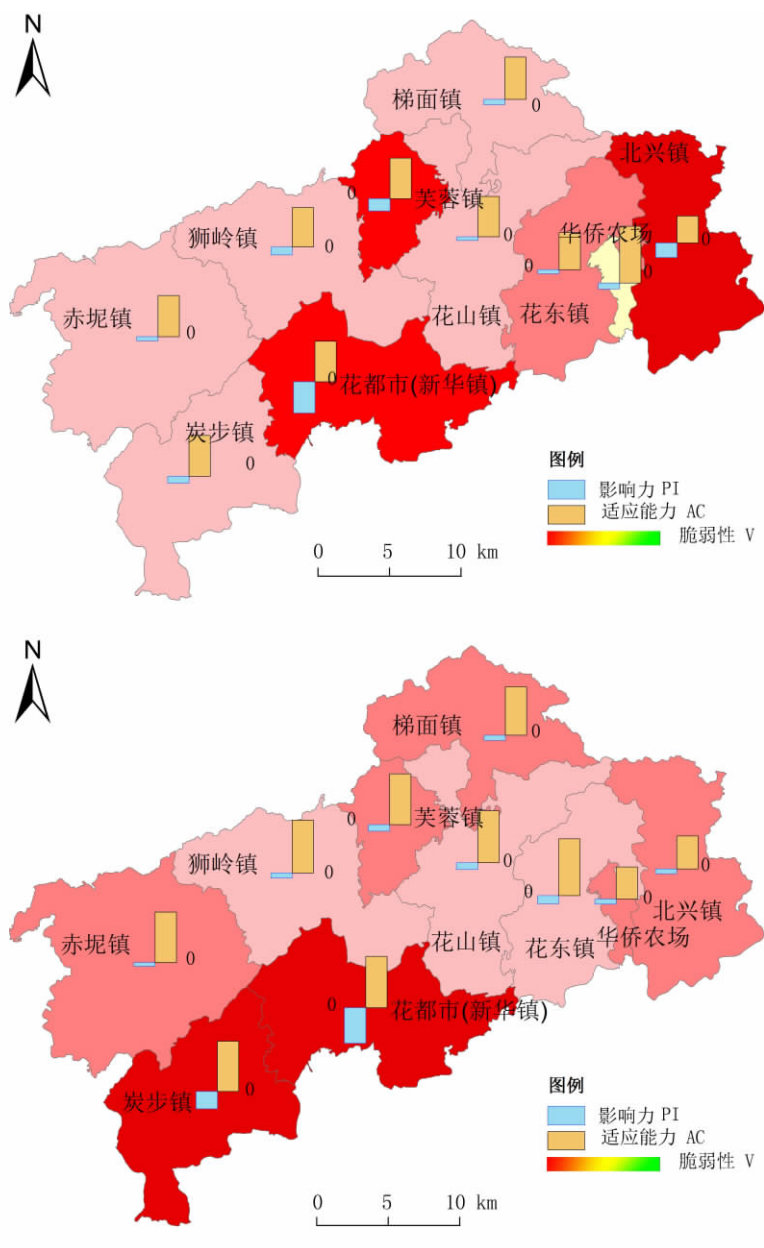 N
梯面镇
0
北兴镇
0
芙蓉镇
狮岭镇
0
0
华侨农场
0
0
0
赤坭镇
0
花山镇
花东镇
0
花都市(新华镇)
炭步镇
0
图例
影响力 PI
适应能力 AC
脆弱性 V
0 5 10 km
N
梯面镇
0
0
芙蓉镇
狮岭镇
0
0
0
0
0
北兴镇
赤坭镇
0
花山镇
花东镇
华侨农场
0
花都市(新华镇)
炭步镇
0
图例
影响力 PI
适应能力 AC
脆弱性 V
0 5 10 km